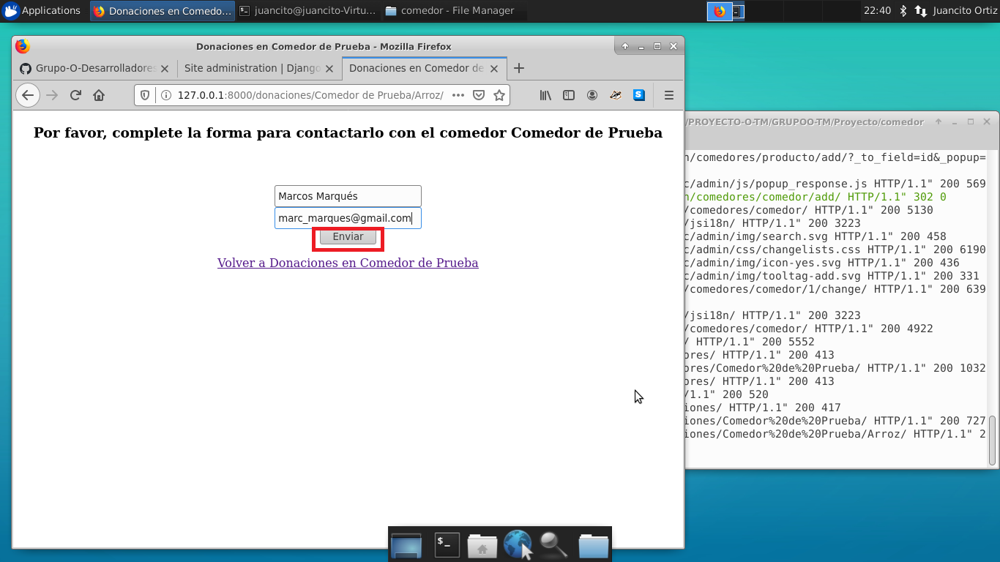 Applications
Donaciones en Comedo...
juancito@juancito-Virtu...
comedor - File Manager
22:40
Juancito Ortiz
Donaciones en Comedor de Prueba - Mozilla Firefox
Grupo-O-Desarrolladores
Site administration | Django
Donaciones en Comedor de
127.0.0.1:8000/donaciones/Comedor de Prueba/Arroz/
Por favor, complete la forma para contactarlo con el comedor Comedor de Prueba
Marcos Marqués
marc_marques@gmail.com
Enviar
Volver a Donaciones en Comedor de Prueba
/PROYECTO-O-TM/GRUPOO-TM/Proyecto/comedor
n/comedores/producto/add/?_to_field=id&_popup=
c/admin/js/popup_response.js HTTP/1.1" 200 569
n/comedores/comedor/add/ HTTP/1.1" 302 0
/comedores/comedor/ HTTP/1.1" 200 5130
/jsi18n/ HTTP/1.1" 200 3223
c/admin/img/search.svg HTTP/1.1" 200 458
c/admin/css/changelists.css HTTP/1.1" 200 6190
c/admin/img/icon-yes.svg HTTP/1.1" 200 436
c/admin/img/tooltag-add.svg HTTP/1.1" 200 331
/comedores/comedor/1/change/ HTTP/1.1" 200 639
/jsi18n/ HTTP/1.1" 200 3223
/comedores/comedor/ HTTP/1.1" 200 4922
/ HTTP/1.1" 200 5552
ores/ HTTP/1.1" 200 413
ores/Comedor%20de%20Prueba/ HTTP/1.1" 200 1032
ores/ HTTP/1.1" 200 413
/1.1" 200 520
iones/ HTTP/1.1" 200 417
iones/Comedor%20de%20Prueba/ HTTP/1.1" 200 727
iones/Comedor%20de%20Prueba/Arroz/ HTTP/1.1" 2